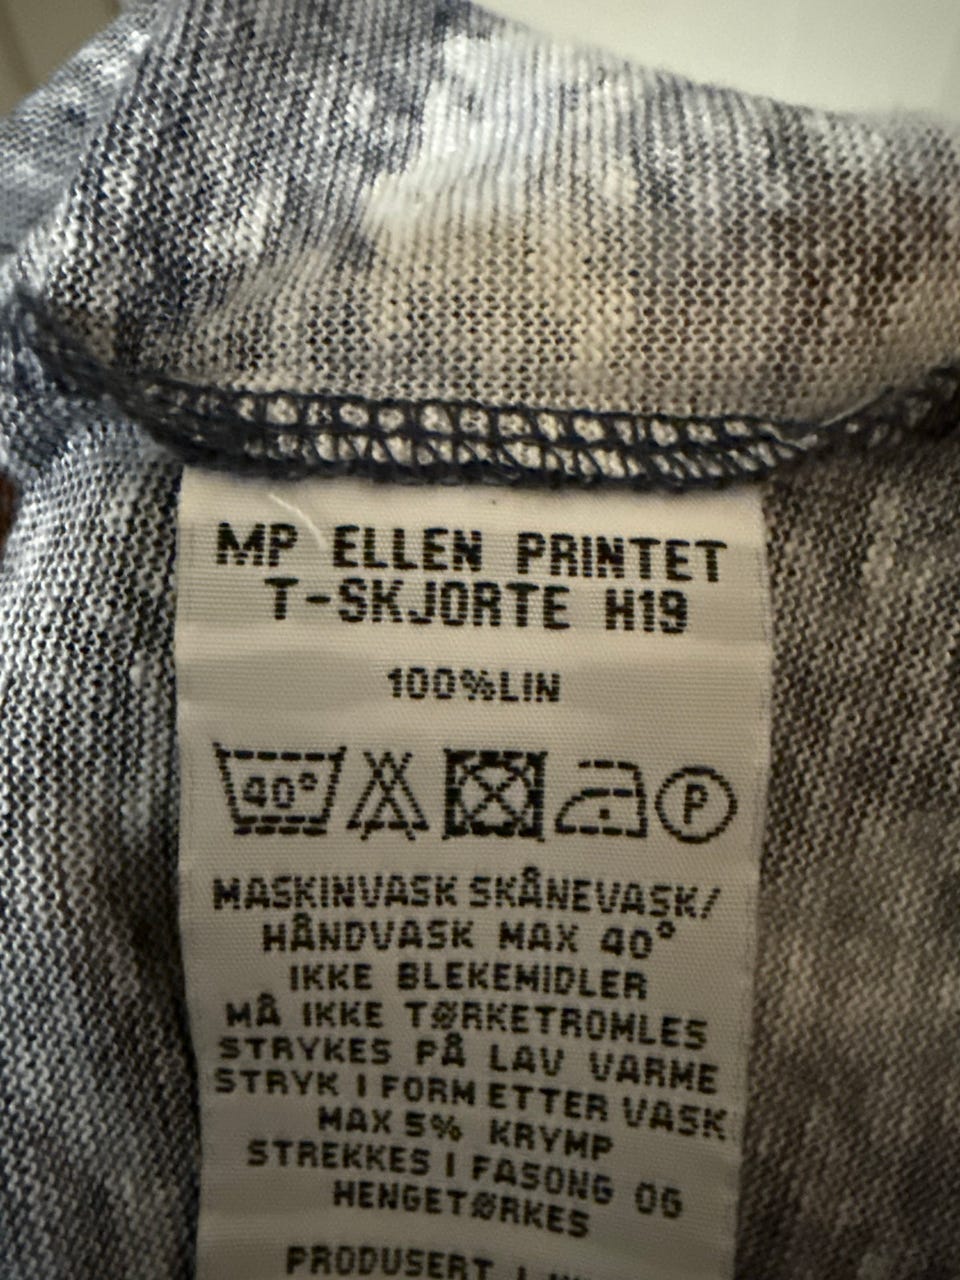 MP ELLEN PRINTET
T-SKJORTE H19
100%LIN
40° P
MASKINVASK SKÅNEVASK/
HÅNDVASK MAX 40°
IKKE BLEKEMIDLER
MÅ IKKE TØRKETROMLES
STRYKES PÅ LAV VARME
STRYK I FORM ETTER VASK
MAX 5% KRYMP
STREKKES I FASONG OG
HENGETØRKES
PRODUSERT